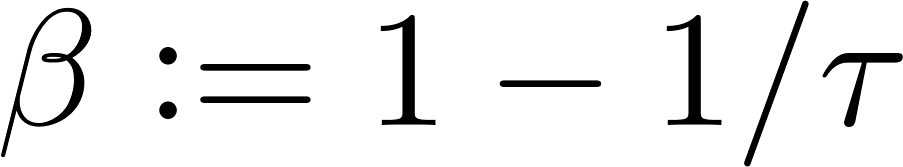 β := 1 − 1/τ